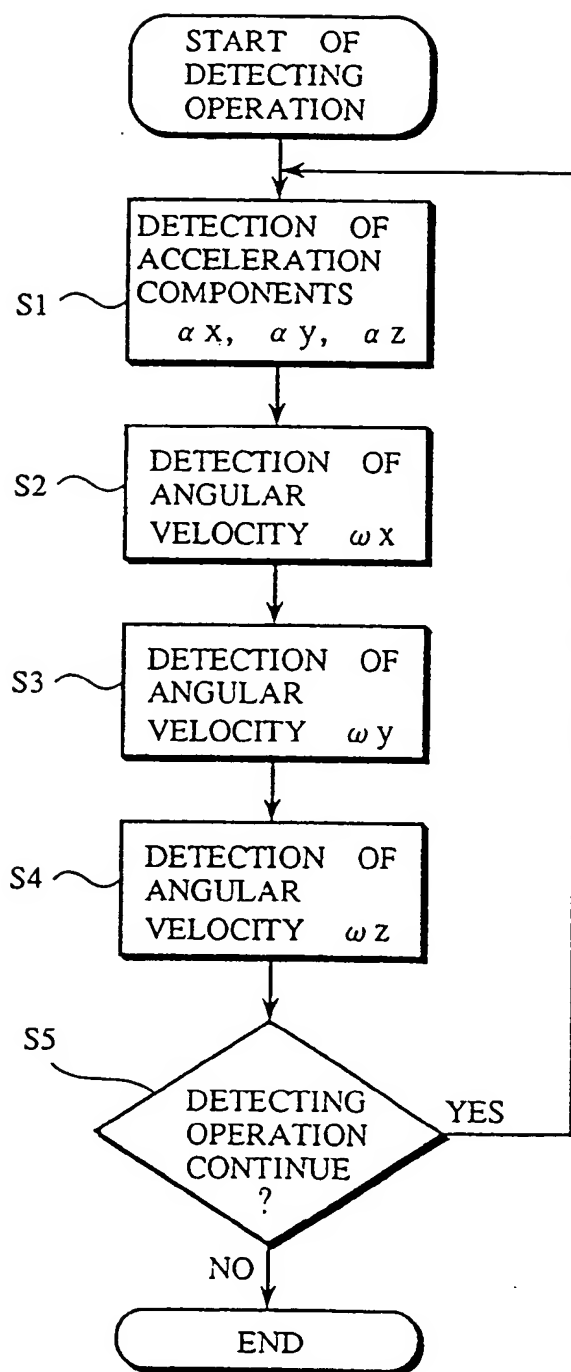 START OF
DETECTING
OPERATION
DETECTION OF
ACCELERATION
COMPONENTS
S1
αx, αy, αz
DETECTION OF
S2
ANGULAR
VELOCITY ωx
DETECTION OF
S3
ANGULAR
VELOCITY ωy
DETECTION OF
S4
ANGULAR
VELOCITY ωz
S5
DETECTING
YES
OPERATION
CONTINUE
?
NO
END